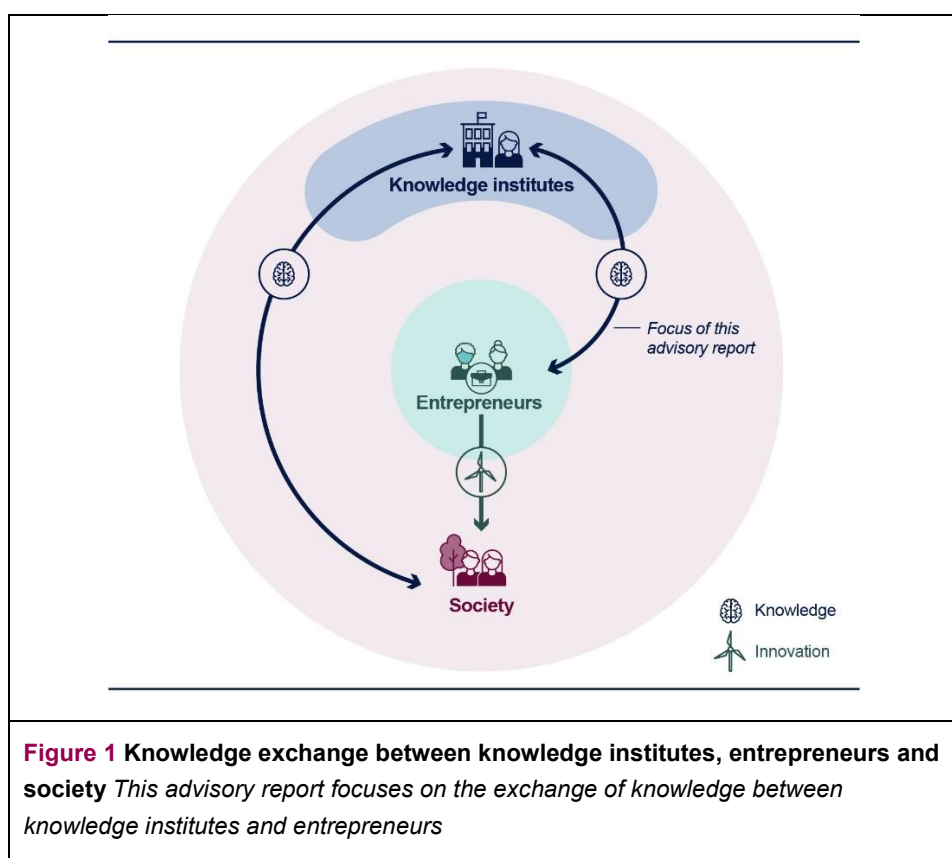 Knowledge institutes
Focus of this
advisory report
Entrepreneurs
Society
Knowledge
Innovation
Figure 1 Knowledge exchange between knowledge institutes, entrepreneurs and
society This advisory report focuses on the exchange of knowledge between
knowledge institutes and entrepreneurs